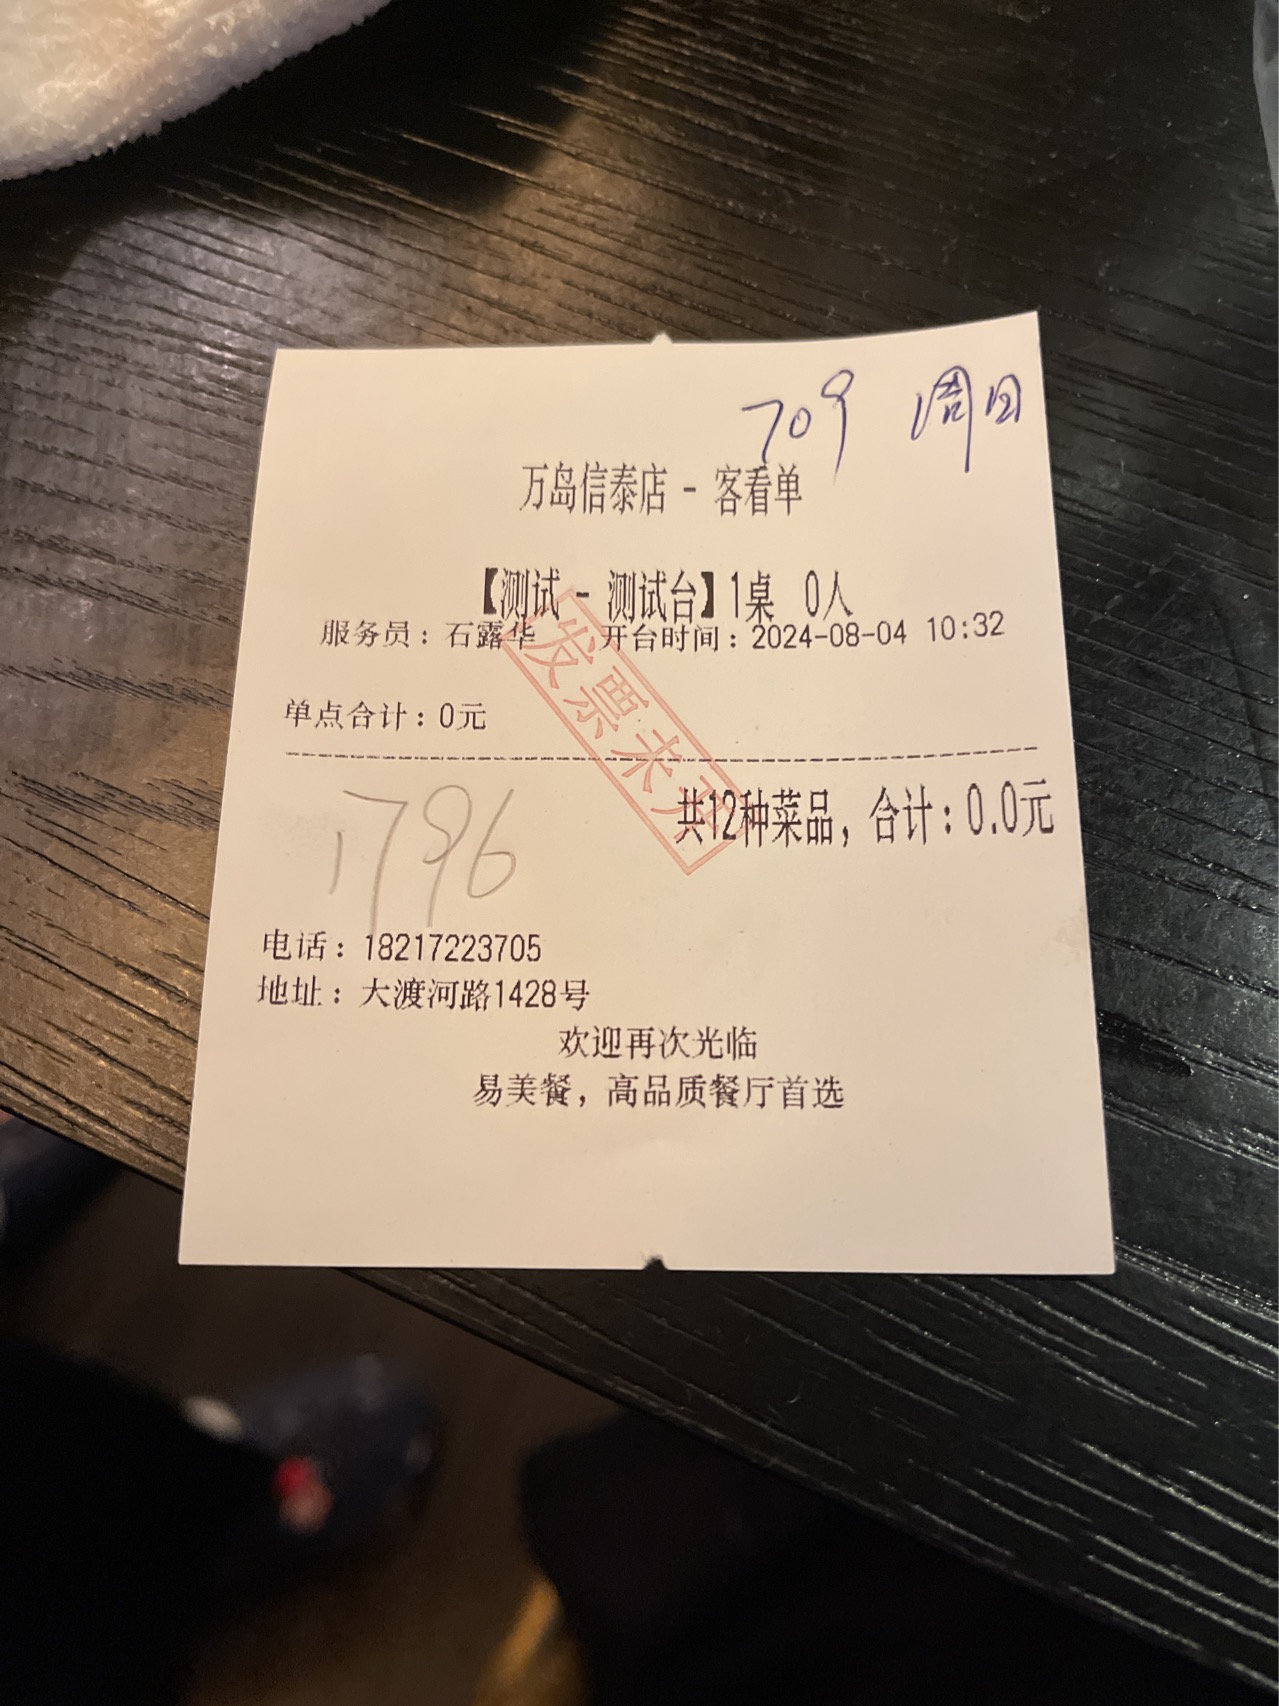 709 周日
万岛信泰店 - 客看单
【测试 - 测试台】1桌 0人
服务员：石露华 开台时间：2024-08-04 10:32
发票未开
单点合计：0元
共12种菜品，合计：0.0元
1796
电话：18217223705
地址：大渡河路1428号
欢迎再次光临
易美餐，高品质餐厅首选